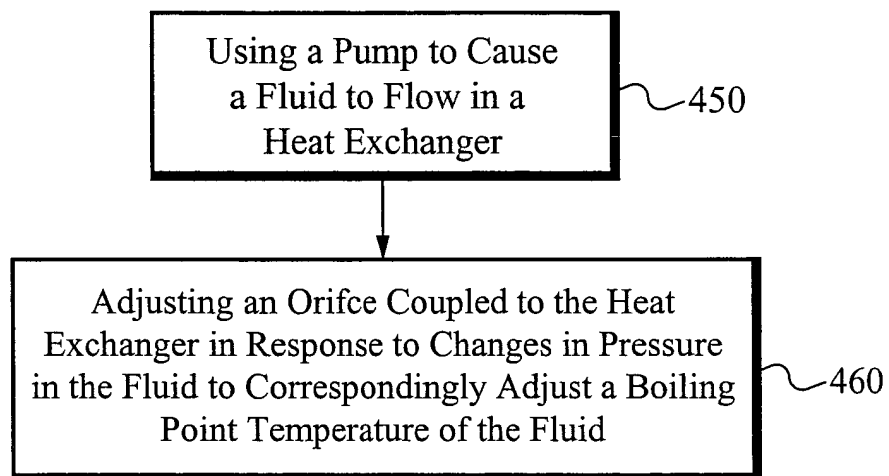 Using a Pump to Cause
a Fluid to Flow in a
Heat Exchanger
450
Adjusting an Orifce Coupled to the Heat
Exchanger in Response to Changes in Pressure
in the Fluid to Correspondingly Adjust a Boiling
Point Temperature of the Fluid
460